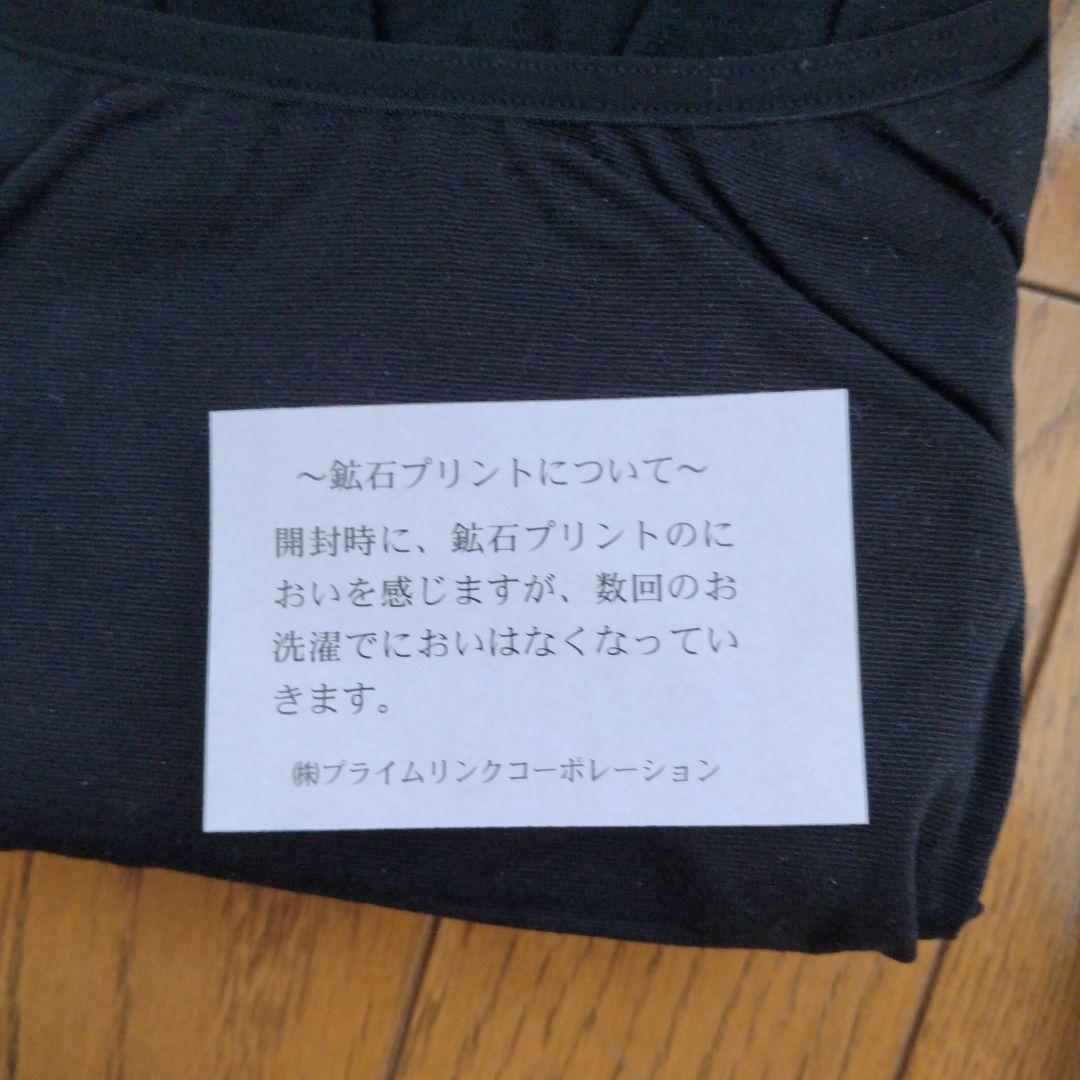 ～鉱石プリントについて～
開封時に、鉱石プリントのに
おいを感じますが、数回のお
洗濯でにおいはなくなってい
きます。
㈱プライムリンクコーポレーション